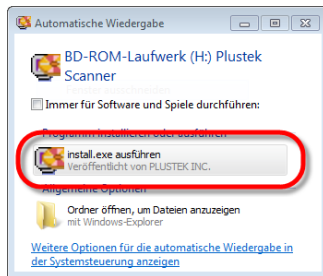 Automatische Wiedergabe
BD-ROM-Laufwerk (H:) Plustek
Scanner
Immer für Software und Spiele durchführen:
Programm installieren oder ausführen
install.exe ausführen
Veröffentlicht von PLUSTEK INC.
Allgemeine Optionen
Ordner öffnen, um Dateien anzuzeigen
mit Windows-Explorer
Weitere Optionen für die automatische Wiedergabe in
der Systemsteuerung anzeigen